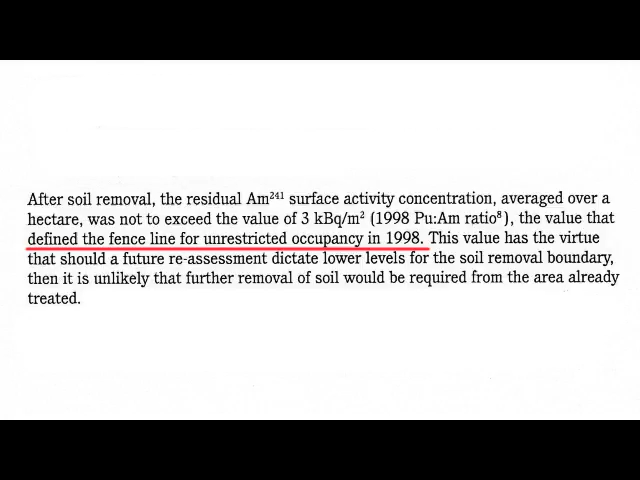 After soil removal, the residual Am²⁴¹ surface activity concentration, averaged over a
hectare, was not to exceed the value of 3 kBq/m² (1998 Pu:Am ratio⁸), the value that
defined the fence line for unrestricted occupancy in 1998. This value has the virtue
that should a future re-assessment dictate lower levels for the soil removal boundary,
then it is unlikely that further removal of soil would be required from the area already
treated.